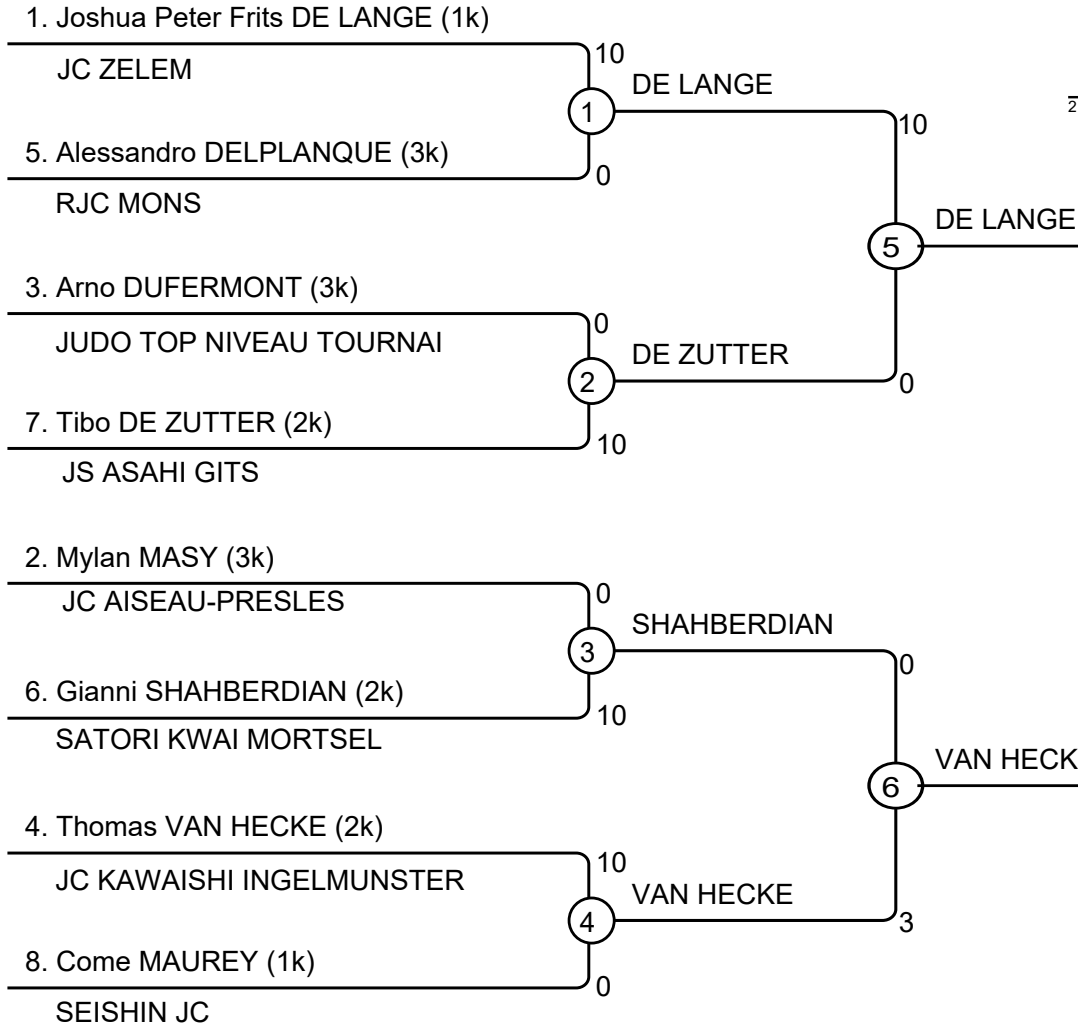 1. Joshua Peter Frits DE LANGE (1k)
10
JC ZELEM
DE LANGE
1
2
10
5. Alessandro DELPLANQUE (3k)
0
RJC MONS
DE LANGE
5
3. Arno DUFERMONT (3k)
0
JUDO TOP NIVEAU TOURNAI
DE ZUTTER
2
0
7. Tibo DE ZUTTER (2k)
10
JS ASAHI GITS
2. Mylan MASY (3k)
0
JC AISEAU-PRESLES
SHAHBERDIAN
3
0
6. Gianni SHAHBERDIAN (2k)
10
SATORI KWAI MORTSEL
VAN HECK
6
4. Thomas VAN HECKE (2k)
10
JC KAWAISHI INGELMUNSTER
VAN HECKE
4
3
8. Come MAUREY (1k)
0
SEISHIN JC